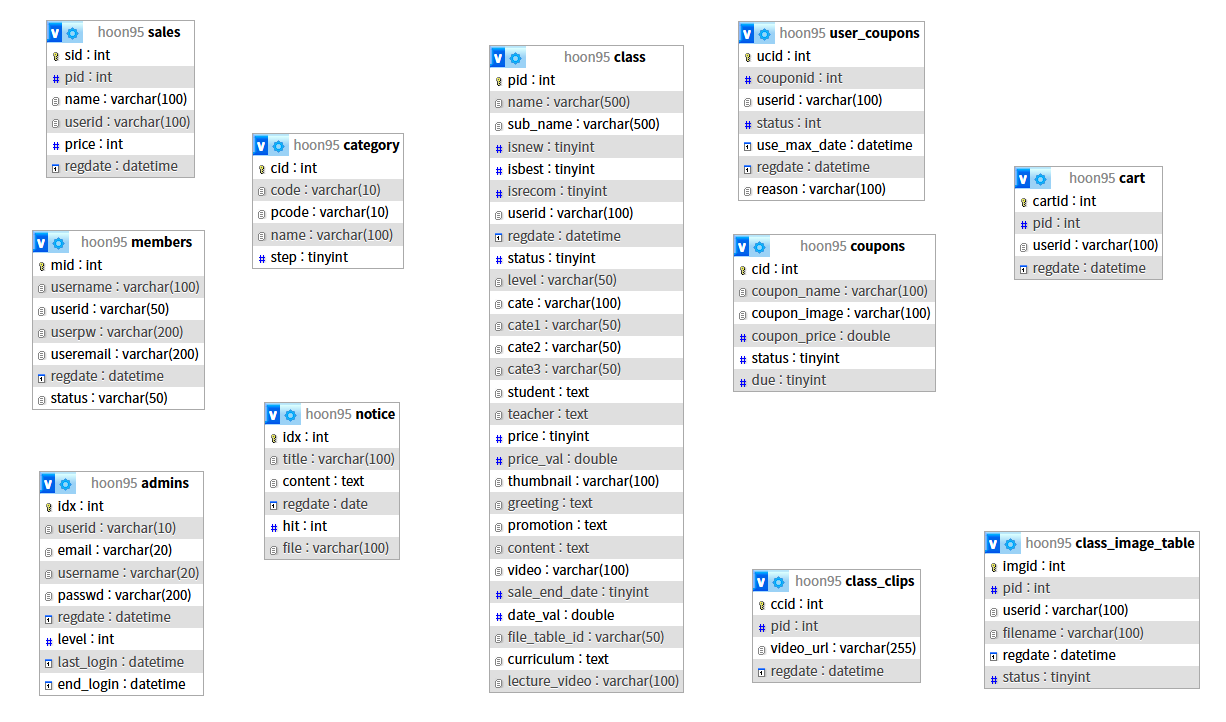 hoon95 sales
sid : int
pid : int
name : varchar(100)
userid : varchar(100)
price : int
regdate : datetime
hoon95 members
mid : int
username : varchar(100)
userid : varchar(50)
userpw : varchar(200)
useremail : varchar(200)
regdate : datetime
status : varchar(50)
hoon95 admins
idx : int
userid : varchar(10)
email : varchar(20)
username : varchar(20)
passwd : varchar(200)
regdate : datetime
level : int
last_login : datetime
end_login : datetime
hoon95 category
cid : int
code : varchar(10)
pcode : varchar(10)
name : varchar(100)
step : tinyint
hoon95 notice
idx : int
title : varchar(100)
content : text
regdate : date
hit : int
file : varchar(100)
hoon95 class
pid : int
name : varchar(500)
sub_name : varchar(500)
isnew : tinyint
isbest : tinyint
isrecom : tinyint
userid : varchar(100)
regdate : datetime
status : tinyint
level : varchar(50)
cate : varchar(100)
cate1 : varchar(50)
cate2 : varchar(50)
cate3 : varchar(50)
student : text
teacher : text
price : tinyint
price_val : double
thumbnail : varchar(100)
greeting : text
promotion : text
content : text
video : varchar(100)
sale_end_date : tinyint
date_val : double
file_table_id : varchar(50)
curriculum : text
lecture_video : varchar(100)
hoon95 user_coupons
ucid : int
couponid : int
userid : varchar(100)
status : int
use_max_date : datetime
regdate : datetime
reason : varchar(100)
hoon95 coupons
cid : int
coupon_name : varchar(100)
coupon_image : varchar(100)
coupon_price : double
status : tinyint
due : tinyint
hoon95 class_clips
ccid : int
pid : int
video_url : varchar(255)
regdate : datetime
hoon95 cart
cartid : int
pid : int
userid : varchar(100)
regdate : datetime
hoon95 class_image_table
imgid : int
pid : int
userid : varchar(100)
filename : varchar(100)
regdate : datetime
status : tinyint